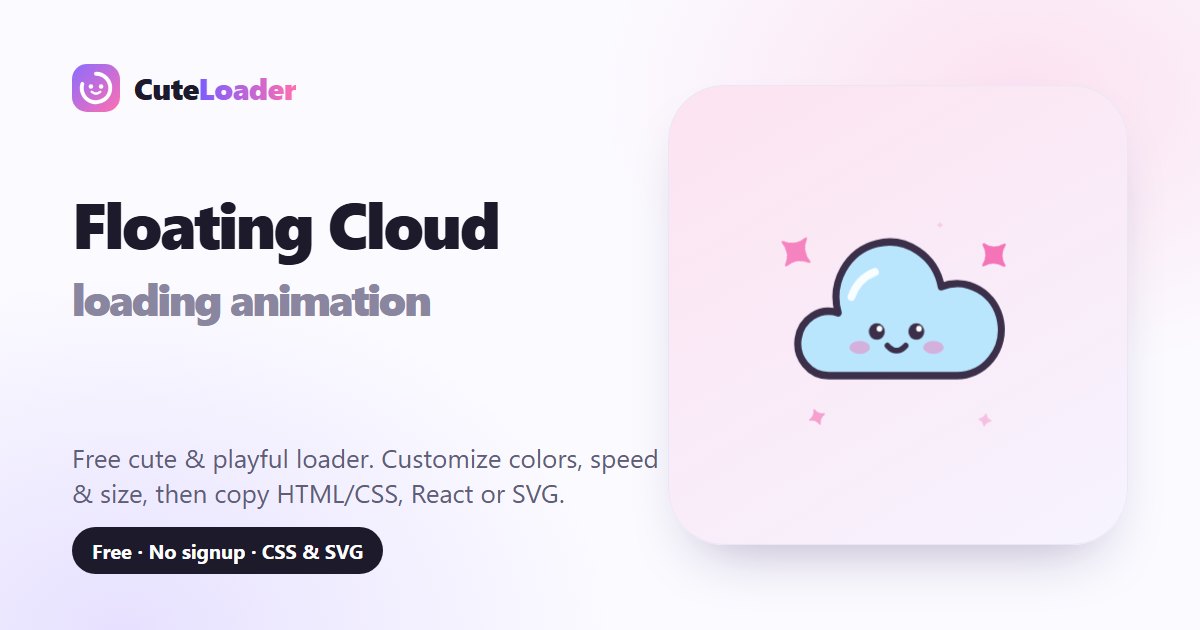 CuteLoader
Floating Cloud
loading animation
Free cute & playful loader. Customize colors, speed
& size, then copy HTML/CSS, React or SVG.
Free · No signup · CSS & SVG